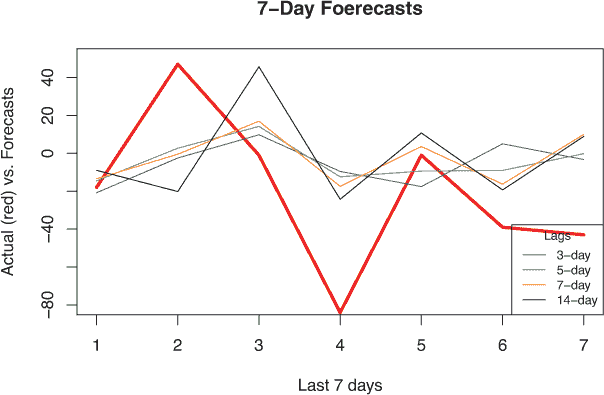 7−Day Foerecasts
Actual (red) vs. Forecasts
40
20
0
−40
−80
Lags
3−day
5−day
7−day
14−day
1 2 3 4 5 6 7
Last 7 days